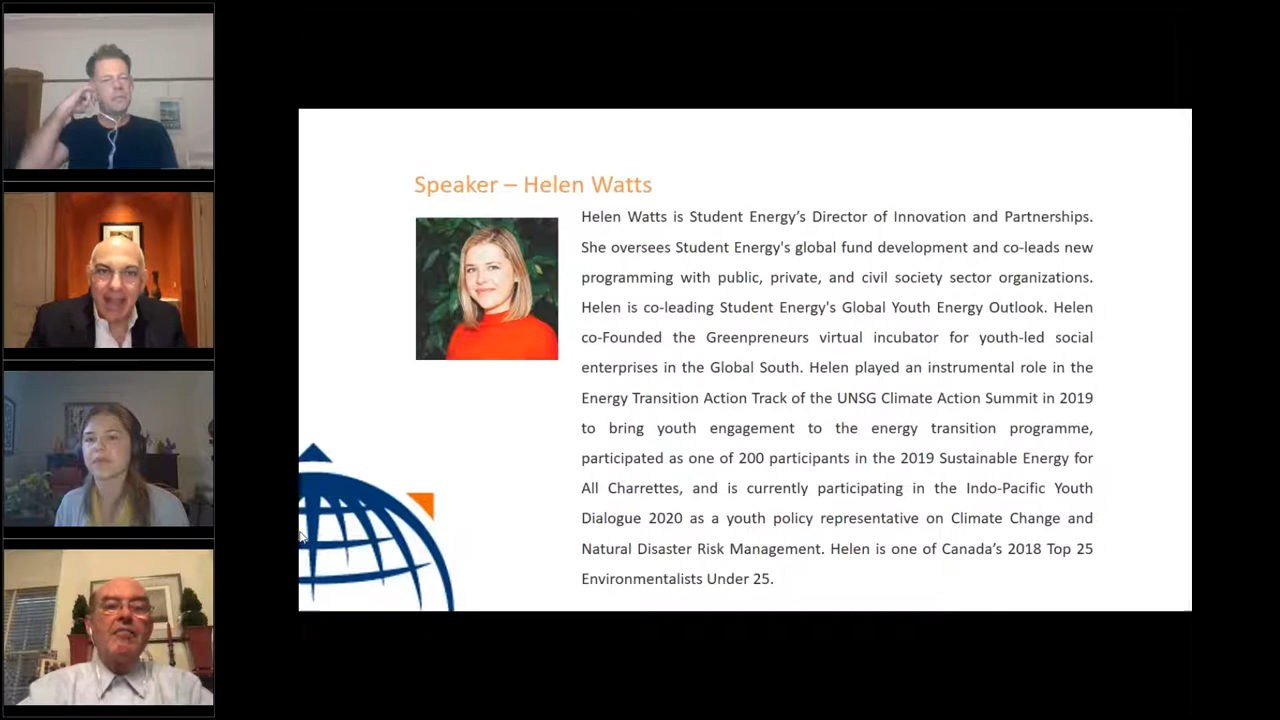 Speaker – Helen Watts
Helen Watts is Student Energy’s Director of Innovation and Partnerships.
She oversees Student Energy's global fund development and co-leads new
programming with public, private, and civil society sector organizations.
Helen is co-leading Student Energy's Global Youth Energy Outlook. Helen
co-Founded the Greenpreneurs virtual incubator for youth-led social
enterprises in the Global South. Helen played an instrumental role in the
Energy Transition Action Track of the UNSG Climate Action Summit in 2019
to bring youth engagement to the energy transition programme,
participated as one of 200 participants in the 2019 Sustainable Energy for
All Charrettes, and is currently participating in the Indo-Pacific Youth
Dialogue 2020 as a youth policy representative on Climate Change and
Natural Disaster Risk Management. Helen is one of Canada’s 2018 Top 25
Environmentalists Under 25.